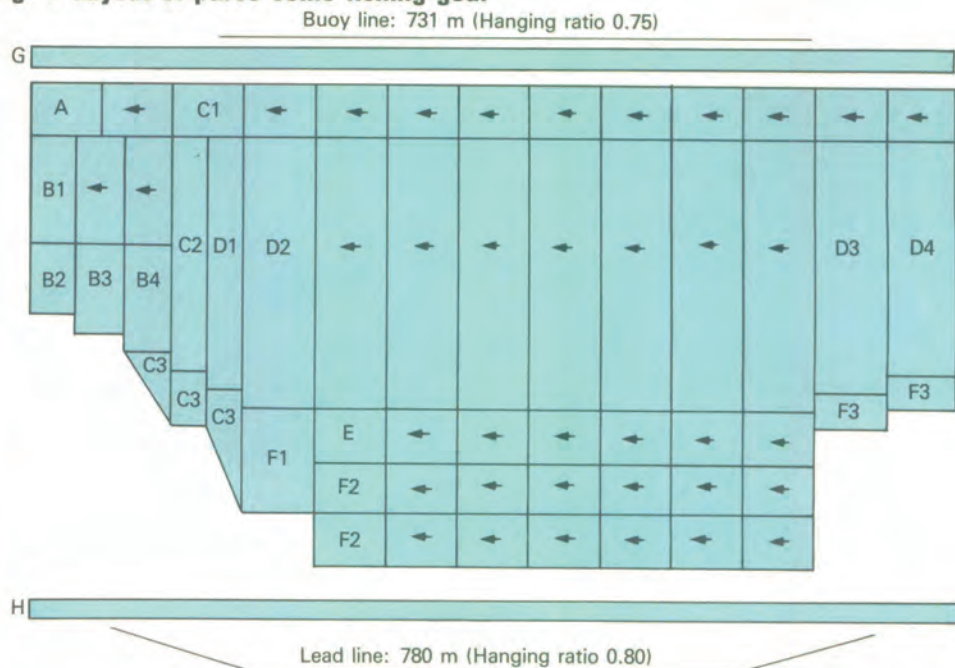 Buoy line: 731 m (Hanging ratio 0.75)
G
A C1
B1 C2 D1 D2 D3 D4
B2 B3 B4
C3 C3 C3 F3 F3
F1 E
F2
F2
H
Lead line: 780 m (Hanging ratio 0.80)